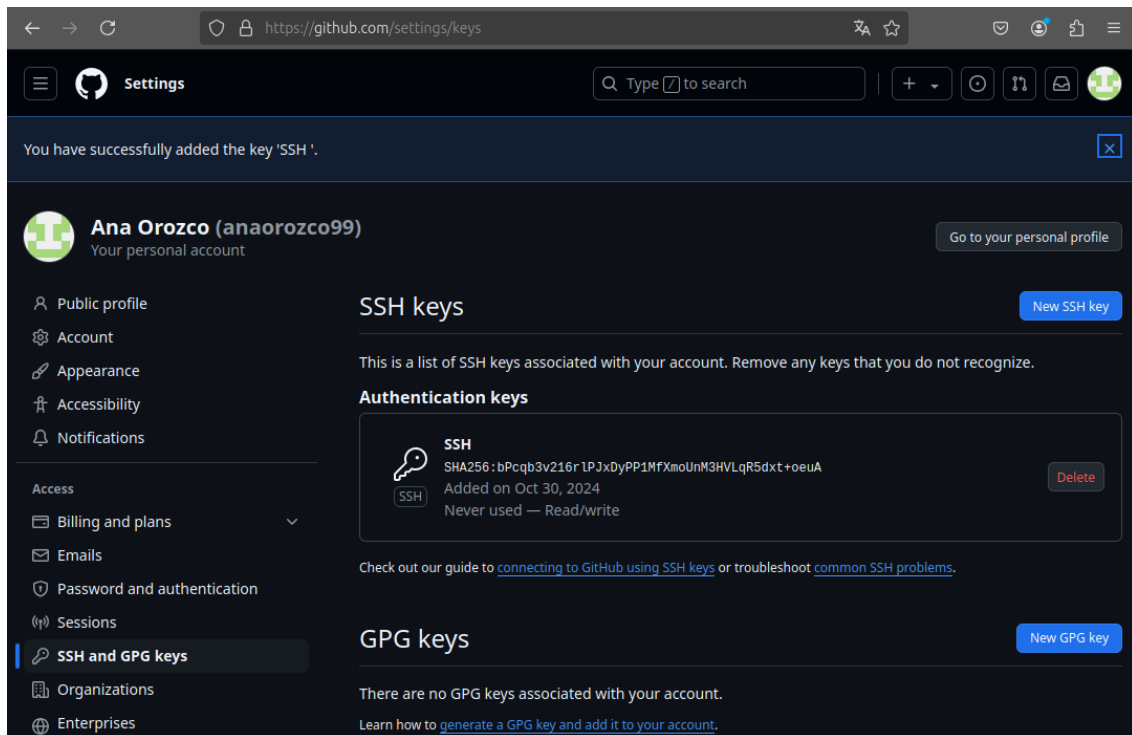 https://github.com/settings/keys
Settings
Type / to search
You have successfully added the key 'SSH '.
Ana Orozco (anaorozco99)
Your personal account
Go to your personal profile
Public profile
Account
Appearance
Accessibility
Notifications
Access
Billing and plans
Emails
Password and authentication
Sessions
SSH and GPG keys
Organizations
Enterprises
SSH keys
New SSH key
This is a list of SSH keys associated with your account. Remove any keys that you do not recognize.
Authentication keys
SSH
SSH
SHA256:bPcqb3v216rlPJxDyPP1MfXmoUnM3HVLqR5dxt+oeuA
Added on Oct 30, 2024
Never used — Read/write
Delete
Check out our guide to connecting to GitHub using SSH keys or troubleshoot common SSH problems.
GPG keys
New GPG key
There are no GPG keys associated with your account.
Learn how to generate a GPG key and add it to your account.